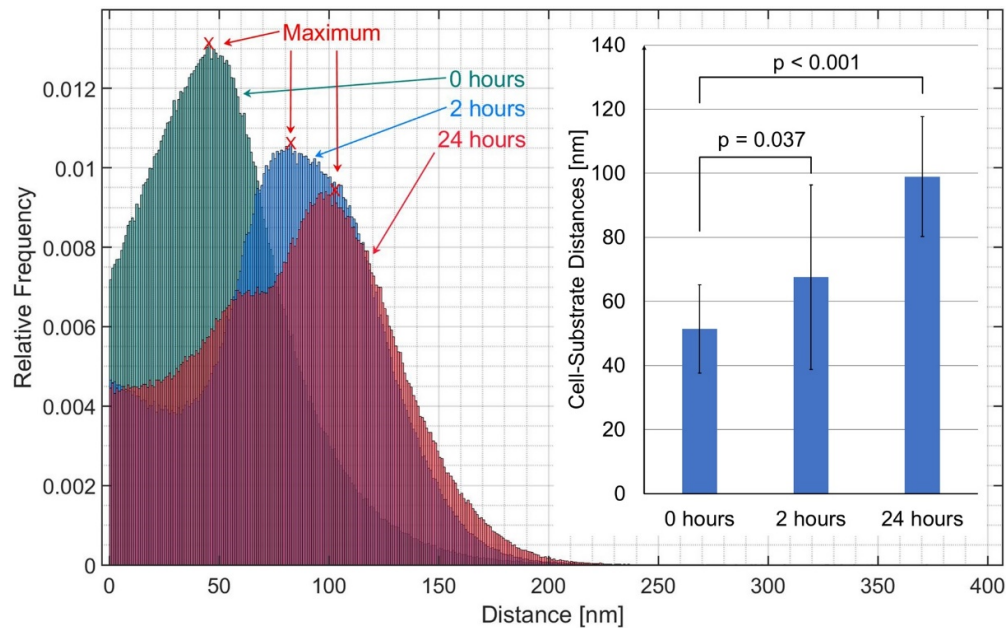 Maximum
0 hours
2 hours
24 hours
X
X
X
Relative Frequency
0.012
0.01
0.008
0.006
0.004
0.002
0
0 50 100 150 200 250 300 350 400
Distance [nm]
Cell-Substrate Distances [nm]
140
120
100
80
60
40
20
0
p < 0.001
p = 0.037
0 hours 2 hours 24 hours